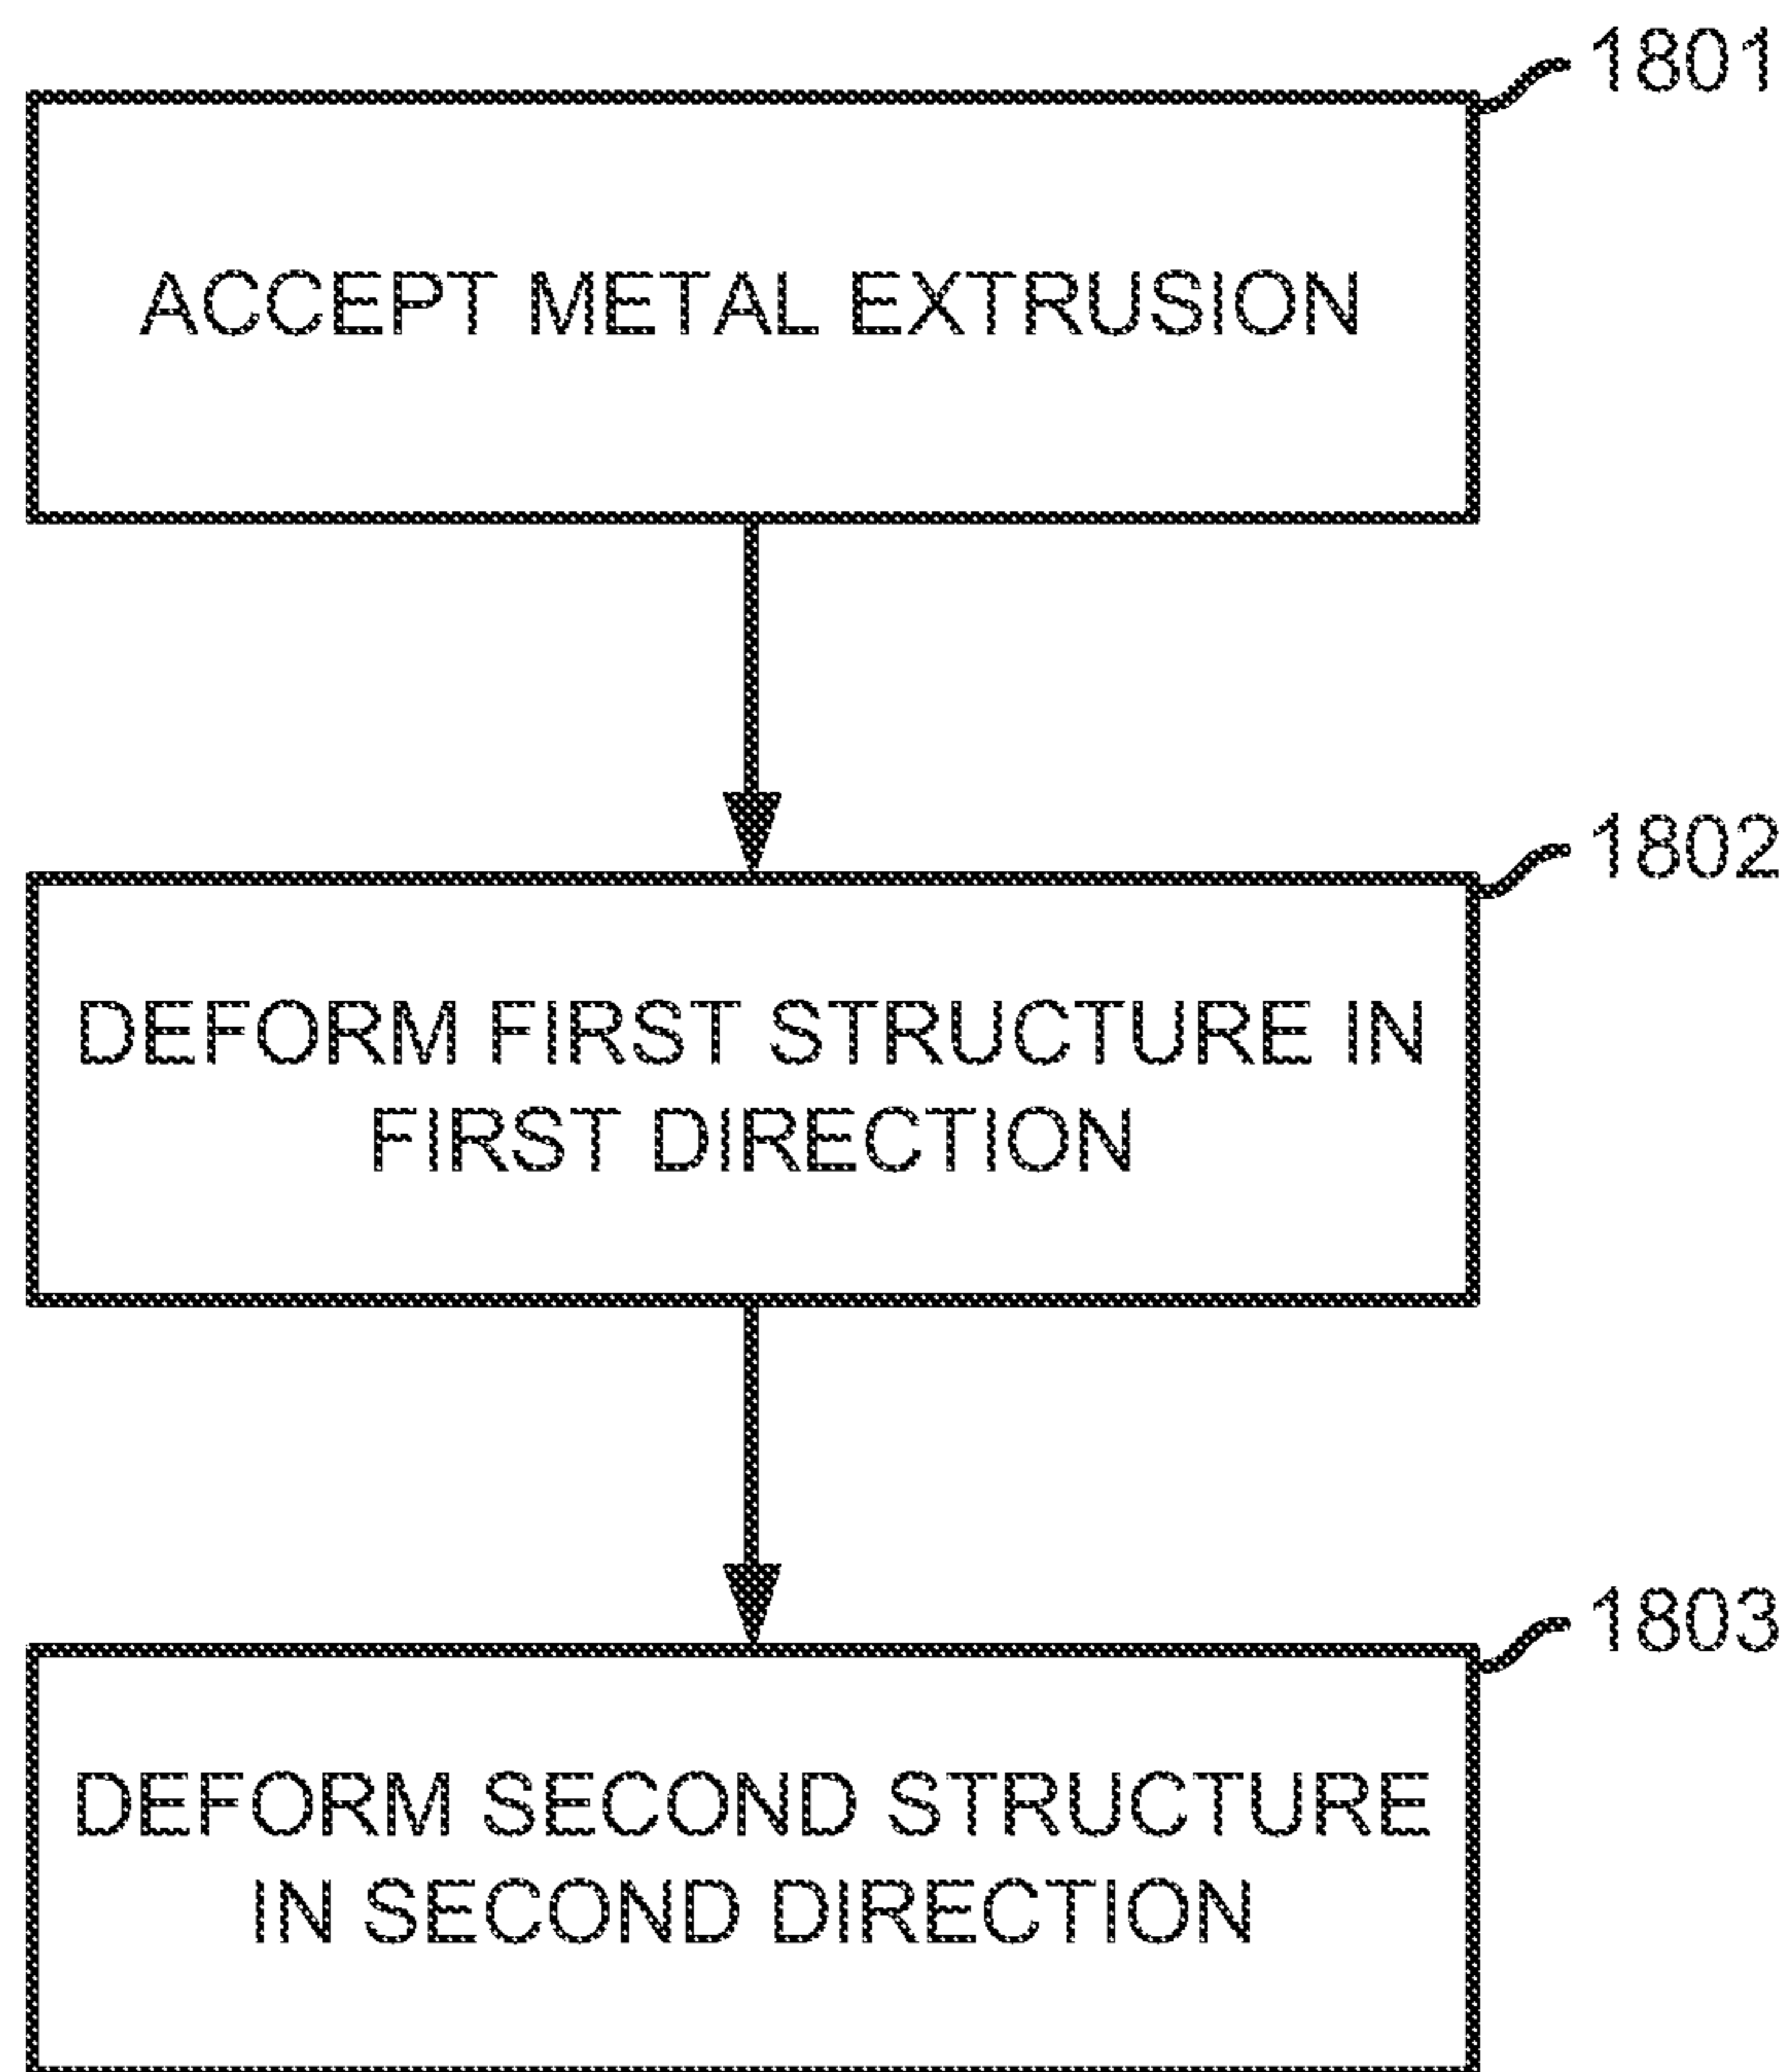 1801
ACCEPT METAL EXTRUSION
1802
DEFORM FIRST STRUCTURE IN
FIRST DIRECTION
1803
DEFORM SECOND STRUCTURE
IN SECOND DIRECTION